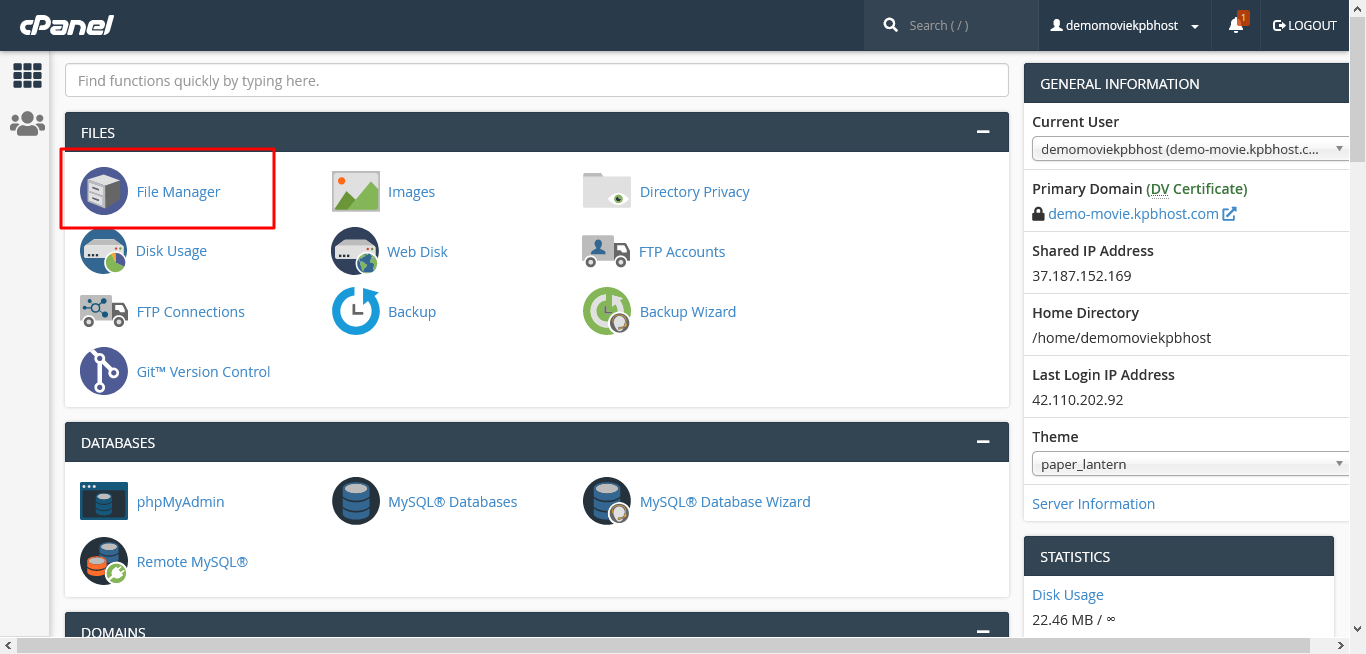 cPanel
Search ( / )
demomoviekpbhost
1
LOGOUT
Find functions quickly by typing here.
FILES
File Manager
Images
Directory Privacy
Disk Usage
Web Disk
FTP Accounts
FTP Connections
Backup
Backup Wizard
Git™ Version Control
DATABASES
phpMyAdmin
MySQL® Databases
MySQL® Database Wizard
Remote MySQL®
DOMAINS
GENERAL INFORMATION
Current User
demomoviekpbhost (demo-movie.kpbhost.c...
Primary Domain (DV Certificate)
demo-movie.kpbhost.com
Shared IP Address
37.187.152.169
Home Directory
/home/demomoviekpbhost
Last Login IP Address
42.110.202.92
Theme
paper_lantern
Server Information
STATISTICS
Disk Usage
22.46 MB / ∞